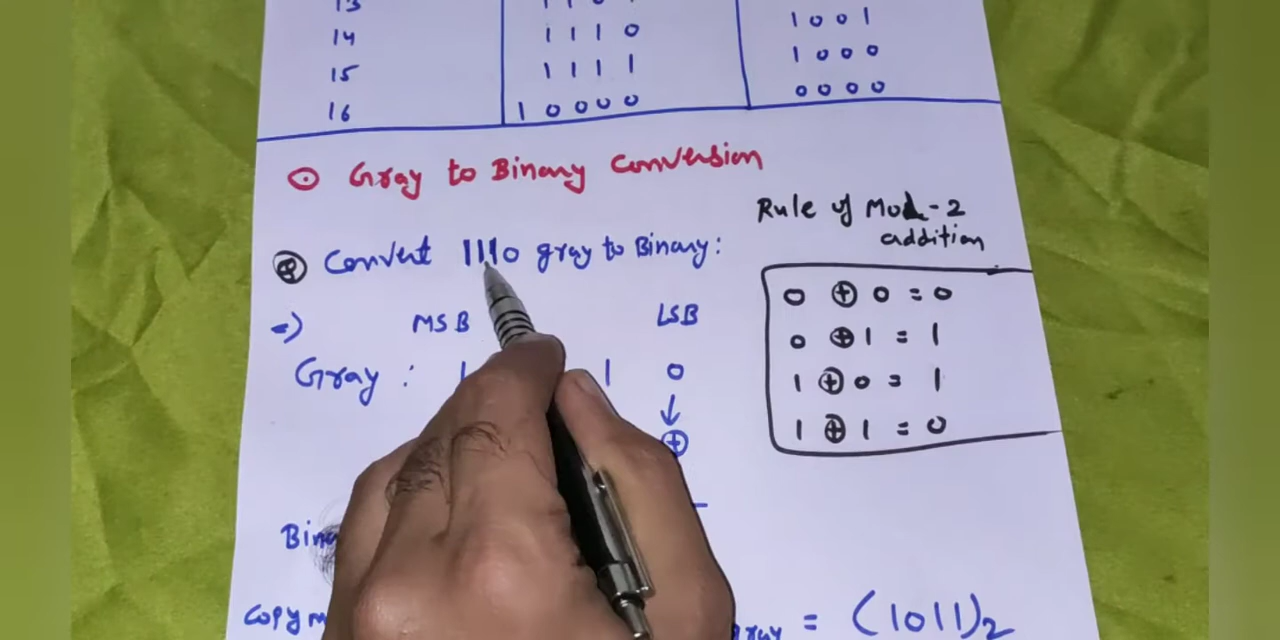 14 1110 1001
15 1111 1000
16 10000 0000
Gray to Binary Conversion
Convert 1110 gray to Binary:
Rule of Mod-2
addition
0 ⊕ 0 = 0
0 ⊕ 1 = 1
1 ⊕ 0 = 1
1 ⊕ 1 = 0
=) MSB LSB
Gray : 1 1 0
↓
⊕
= (1011)2